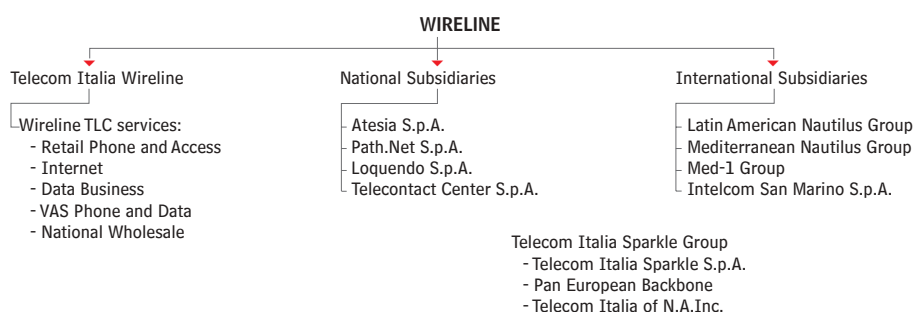 WIRELINE
Telecom Italia Wireline
Wireline TLC services:
- Retail Phone and Access
- Internet
- Data Business
- VAS Phone and Data
- National Wholesale
National Subsidiaries
- Atesia S.p.A.
- Path.Net S.p.A.
- Loquendo S.p.A.
- Telecontact Center S.p.A.
International Subsidiaries
- Latin American Nautilus Group
- Mediterranean Nautilus Group
- Med-1 Group
- Intelcom San Marino S.p.A.
Telecom Italia Sparkle Group
- Telecom Italia Sparkle S.p.A.
- Pan European Backbone
- Telecom Italia of N.A.Inc.